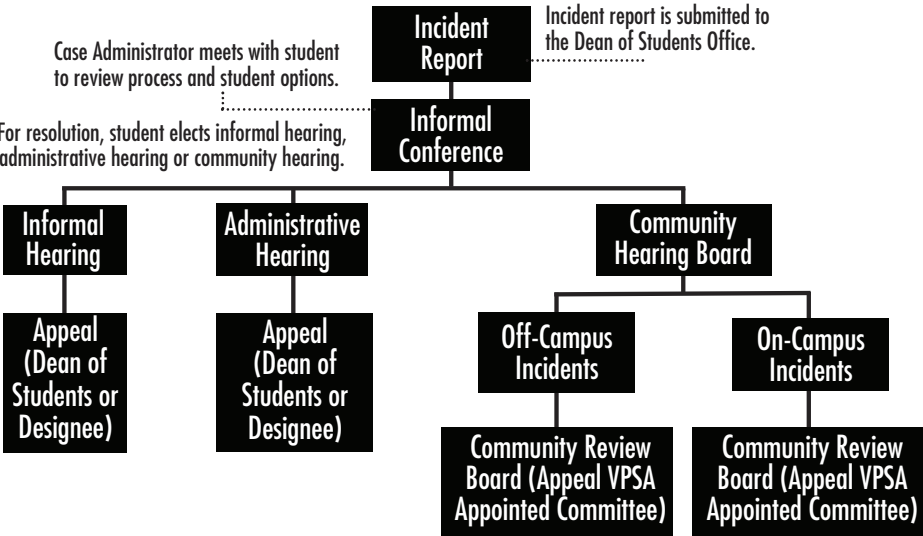 Incident
Report
Incident report is submitted to
the Dean of Students Office.
Case Administrator meets with student
to review process and student options.
Informal
Conference
For resolution, student elects informal hearing,
administrative hearing or community hearing.
Informal
Hearing
Administrative
Hearing
Community
Hearing Board
Appeal
(Dean of
Students or
Designee)
Appeal
(Dean of
Students or
Designee)
Off-Campus
Incidents
On-Campus
Incidents
Community Review
Board (Appeal VPSA
Appointed Committee)
Community Review
Board (Appeal VPSA
Appointed Committee)